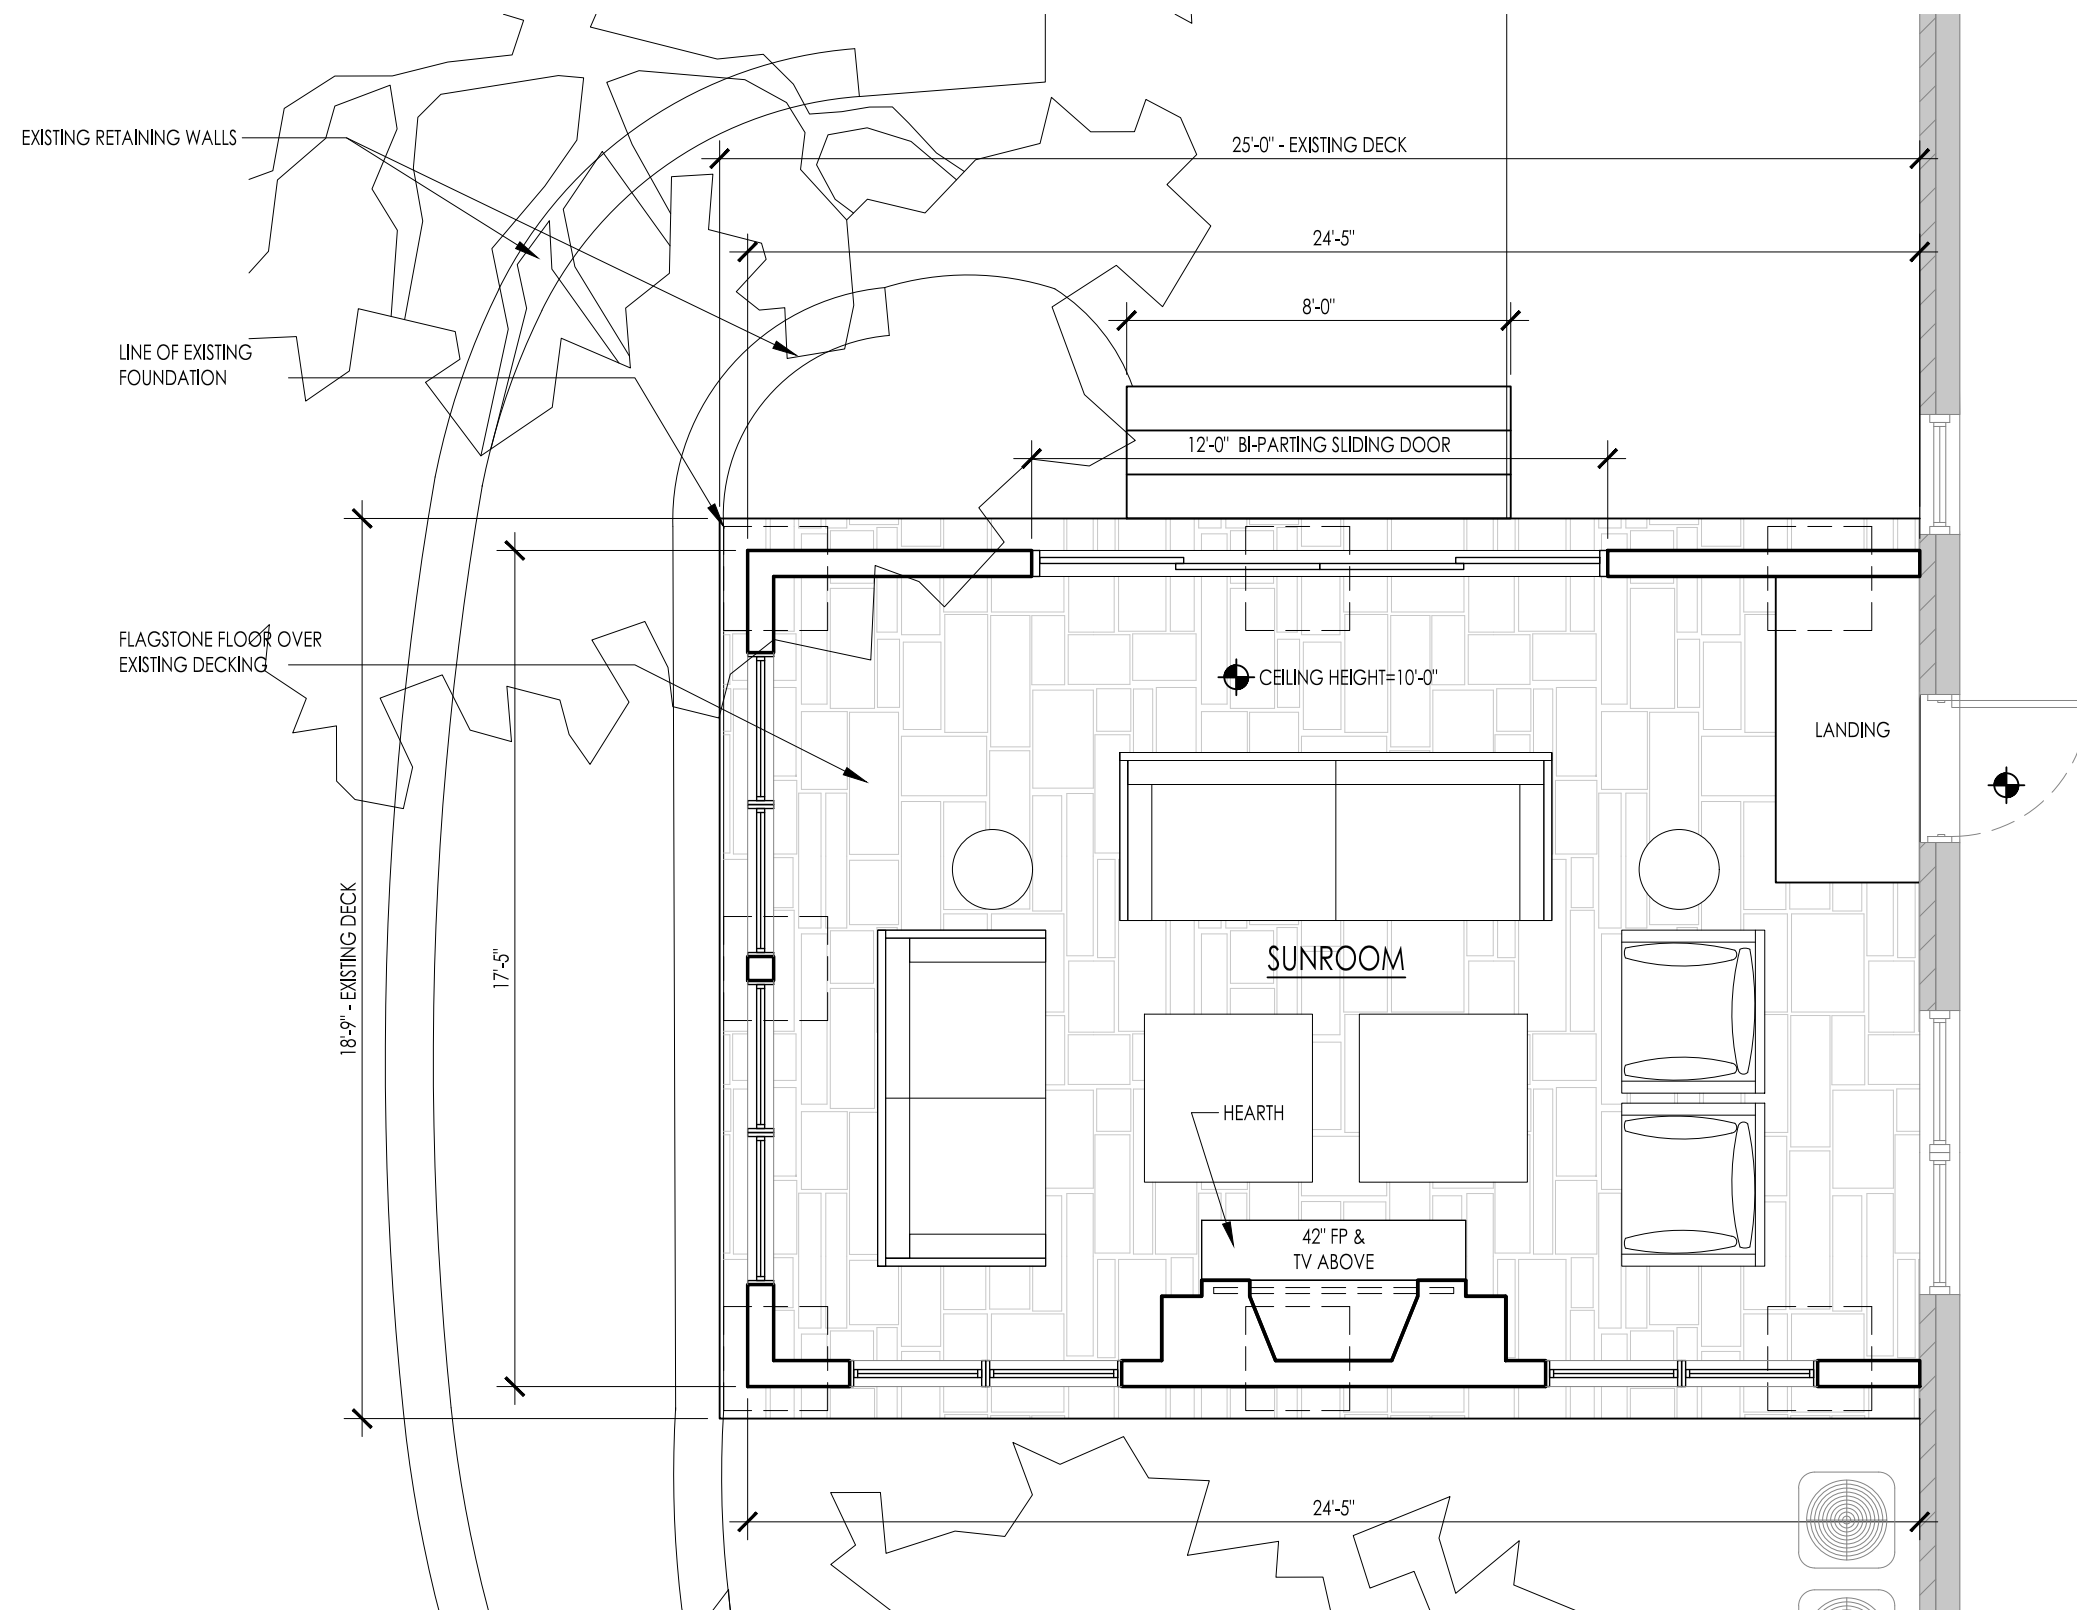 EXISTING RETAINING WALLS
25'-0" - EXISTING DECK
24'-5"
8'-0"
LINE OF EXISTING
FOUNDATION
12'-0" BI-PARTING SLIDING DOOR
FLAGSTONE FLOOR OVER
EXISTING DECKING
CEILING HEIGHT=10'-0"
LANDING
18'-9" - EXISTING DECK
17'-5"
SUNROOM
HEARTH
42" FP &
TV ABOVE
24'-5"